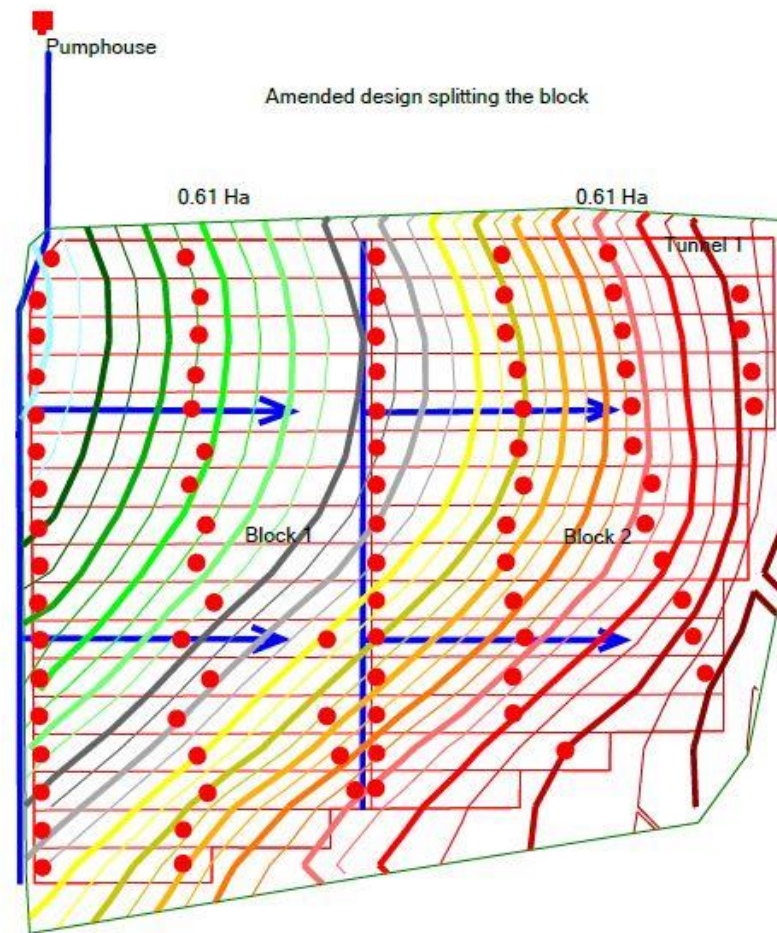 Pumphouse
Amended design splitting the block
0.61 Ha
0.61 Ha
Tunnel 1
Block 1
Block 2